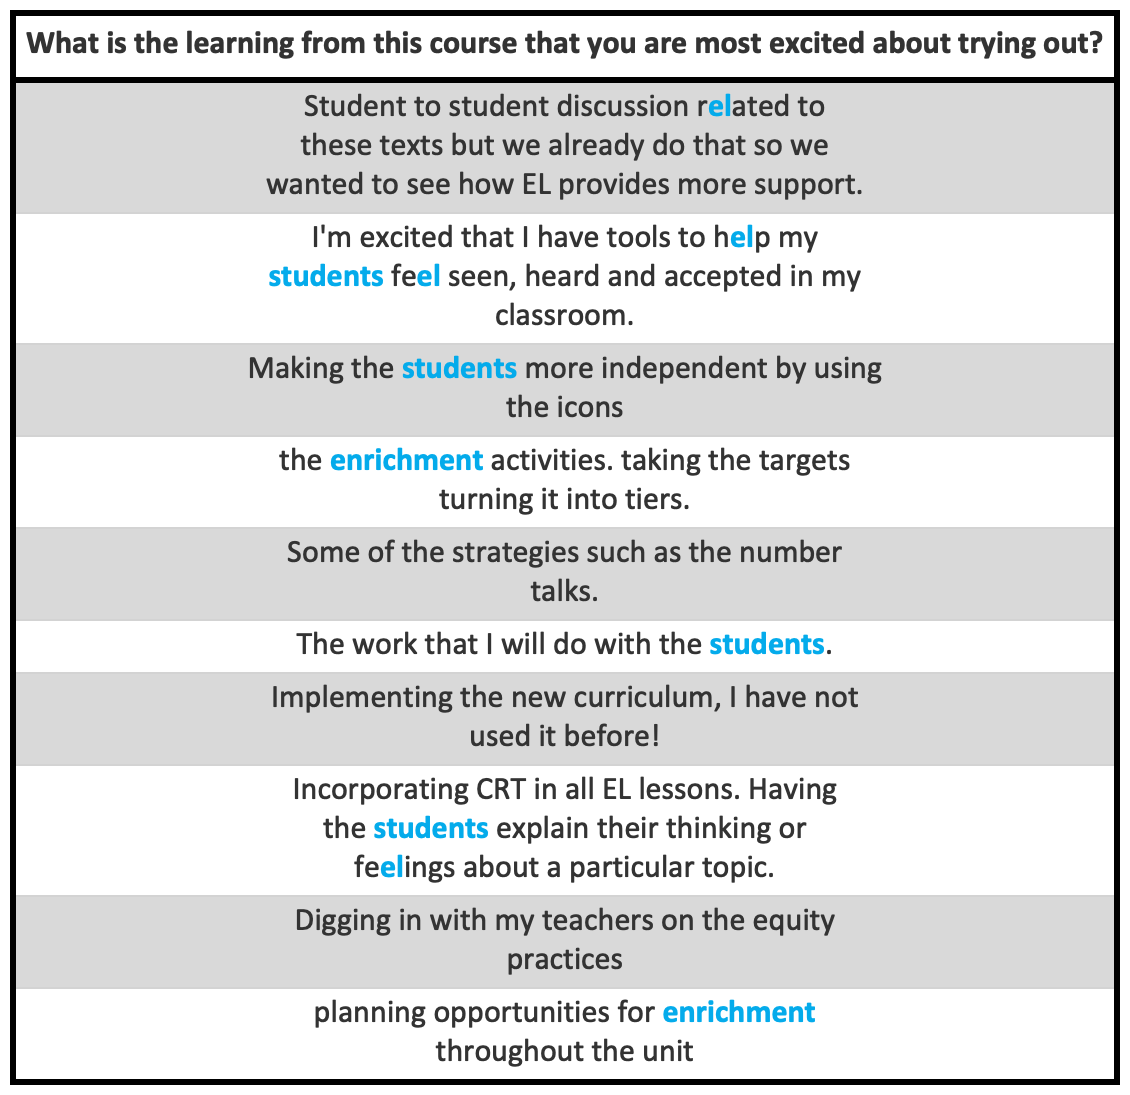 What is the learning from this course that you are most excited about trying out?
Student to student discussion related to
these texts but we already do that so we
wanted to see how EL provides more support.
I'm excited that I have tools to help my
students feel seen, heard and accepted in my
classroom.
Making the students more independent by using
the icons
the enrichment activities. taking the targets
turning it into tiers.
Some of the strategies such as the number
talks.
The work that I will do with the students.
Implementing the new curriculum, I have not
used it before!
Incorporating CRT in all EL lessons. Having
the students explain their thinking or
feelings about a particular topic.
Digging in with my teachers on the equity
practices
planning opportunities for enrichment
throughout the unit